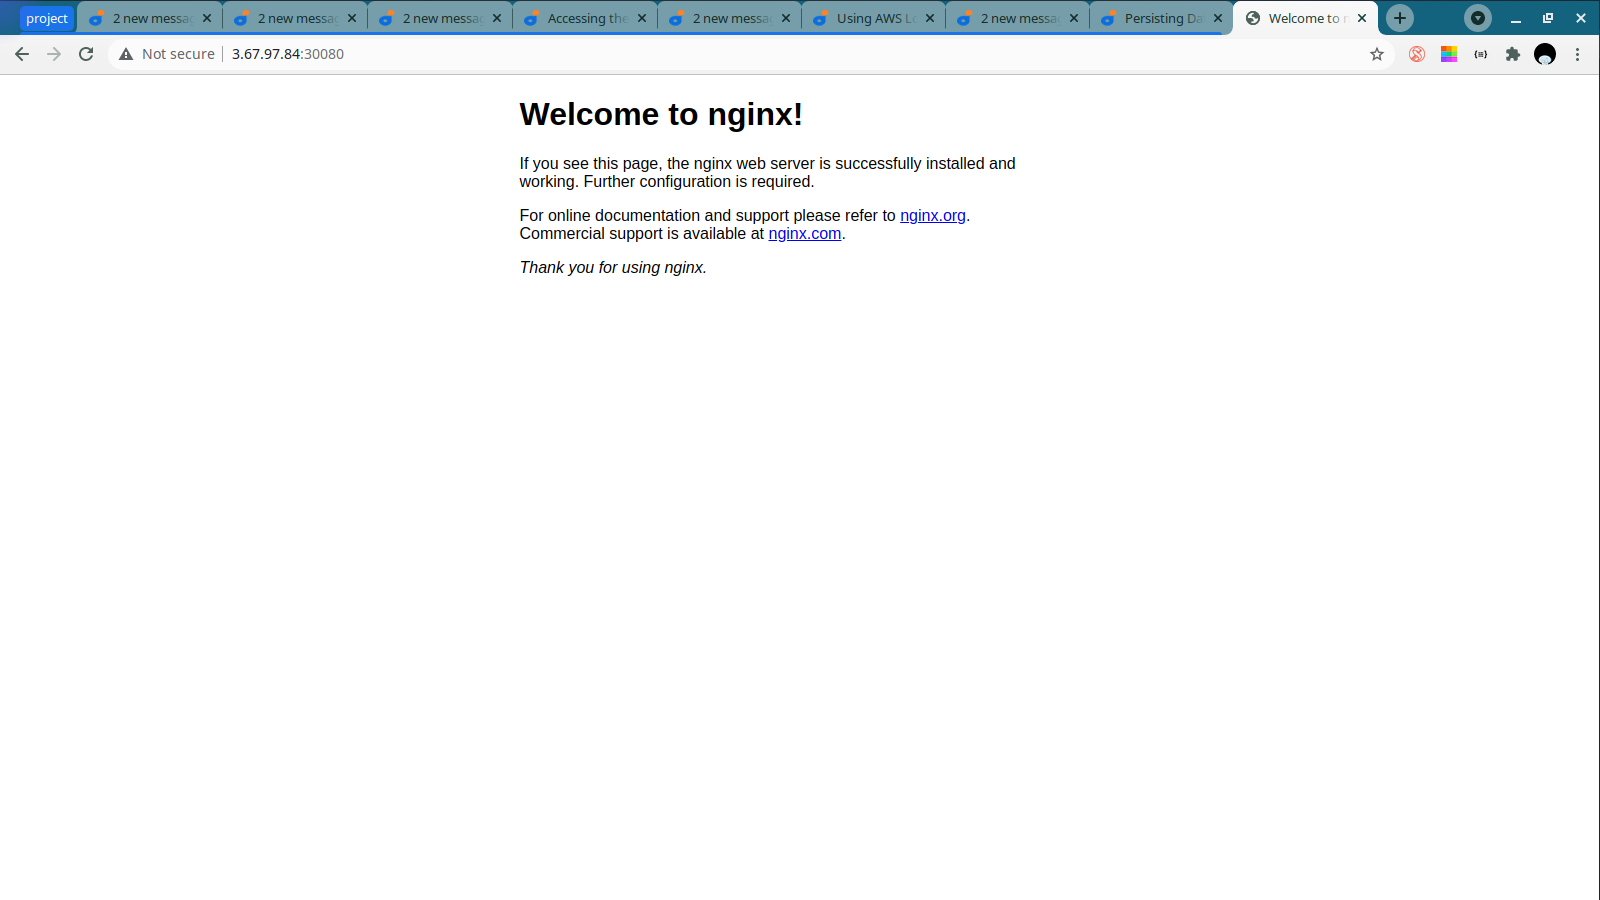 project
2 new messa
2 new messa
2 new messa
Accessing the
2 new messa
Using AWS Lo
2 new messa
Persisting Da
Welcome to
Not secure
3.67.97.84:30080
Welcome to nginx!
If you see this page, the nginx web server is successfully installed and
working. Further configuration is required.
For online documentation and support please refer to nginx.org.
Commercial support is available at nginx.com.
Thank you for using nginx.